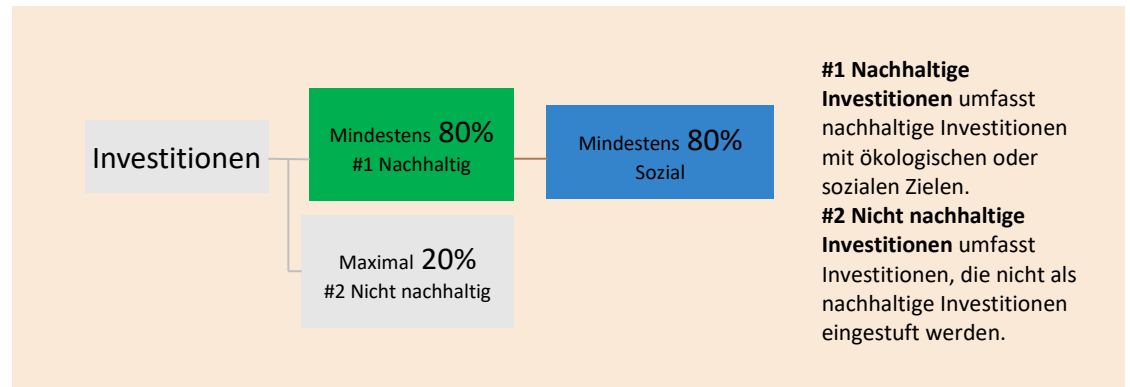 Investitionen
Mindestens 80%
#1 Nachhaltig
Mindestens 80%
Sozial
Maximal 20%
#2 Nicht nachhaltig
#1 Nachhaltige
Investitionen umfasst
nachhaltige Investitionen
mit ökologischen oder
sozialen Zielen.
#2 Nicht nachhaltige
Investitionen umfasst
Investitionen, die nicht als
nachhaltige Investitionen
eingestuft werden.